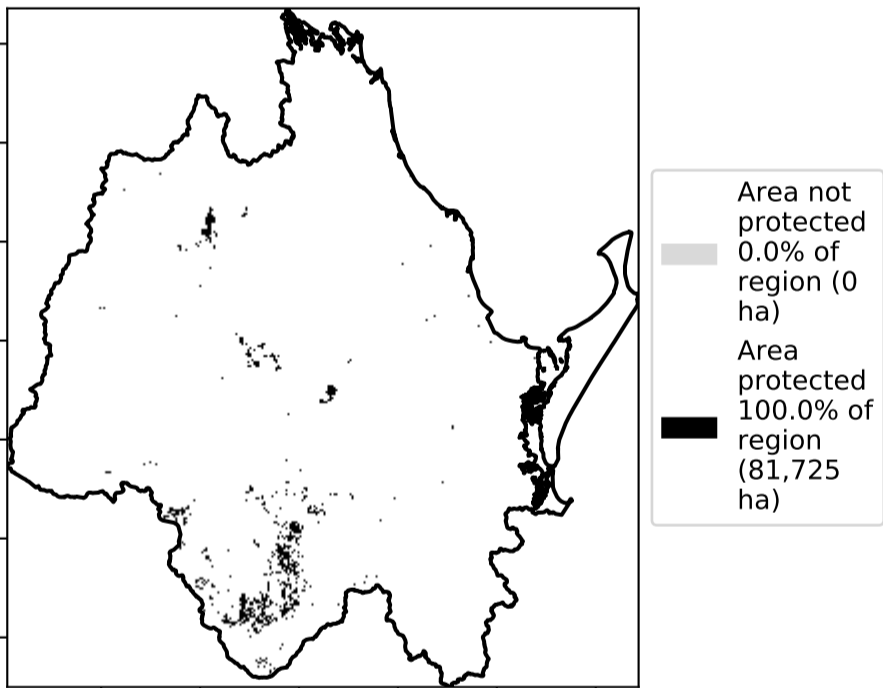 Area not
protected
0.0% of
region (0
ha)
Area
protected
100.0% of
region
(81,725
ha)